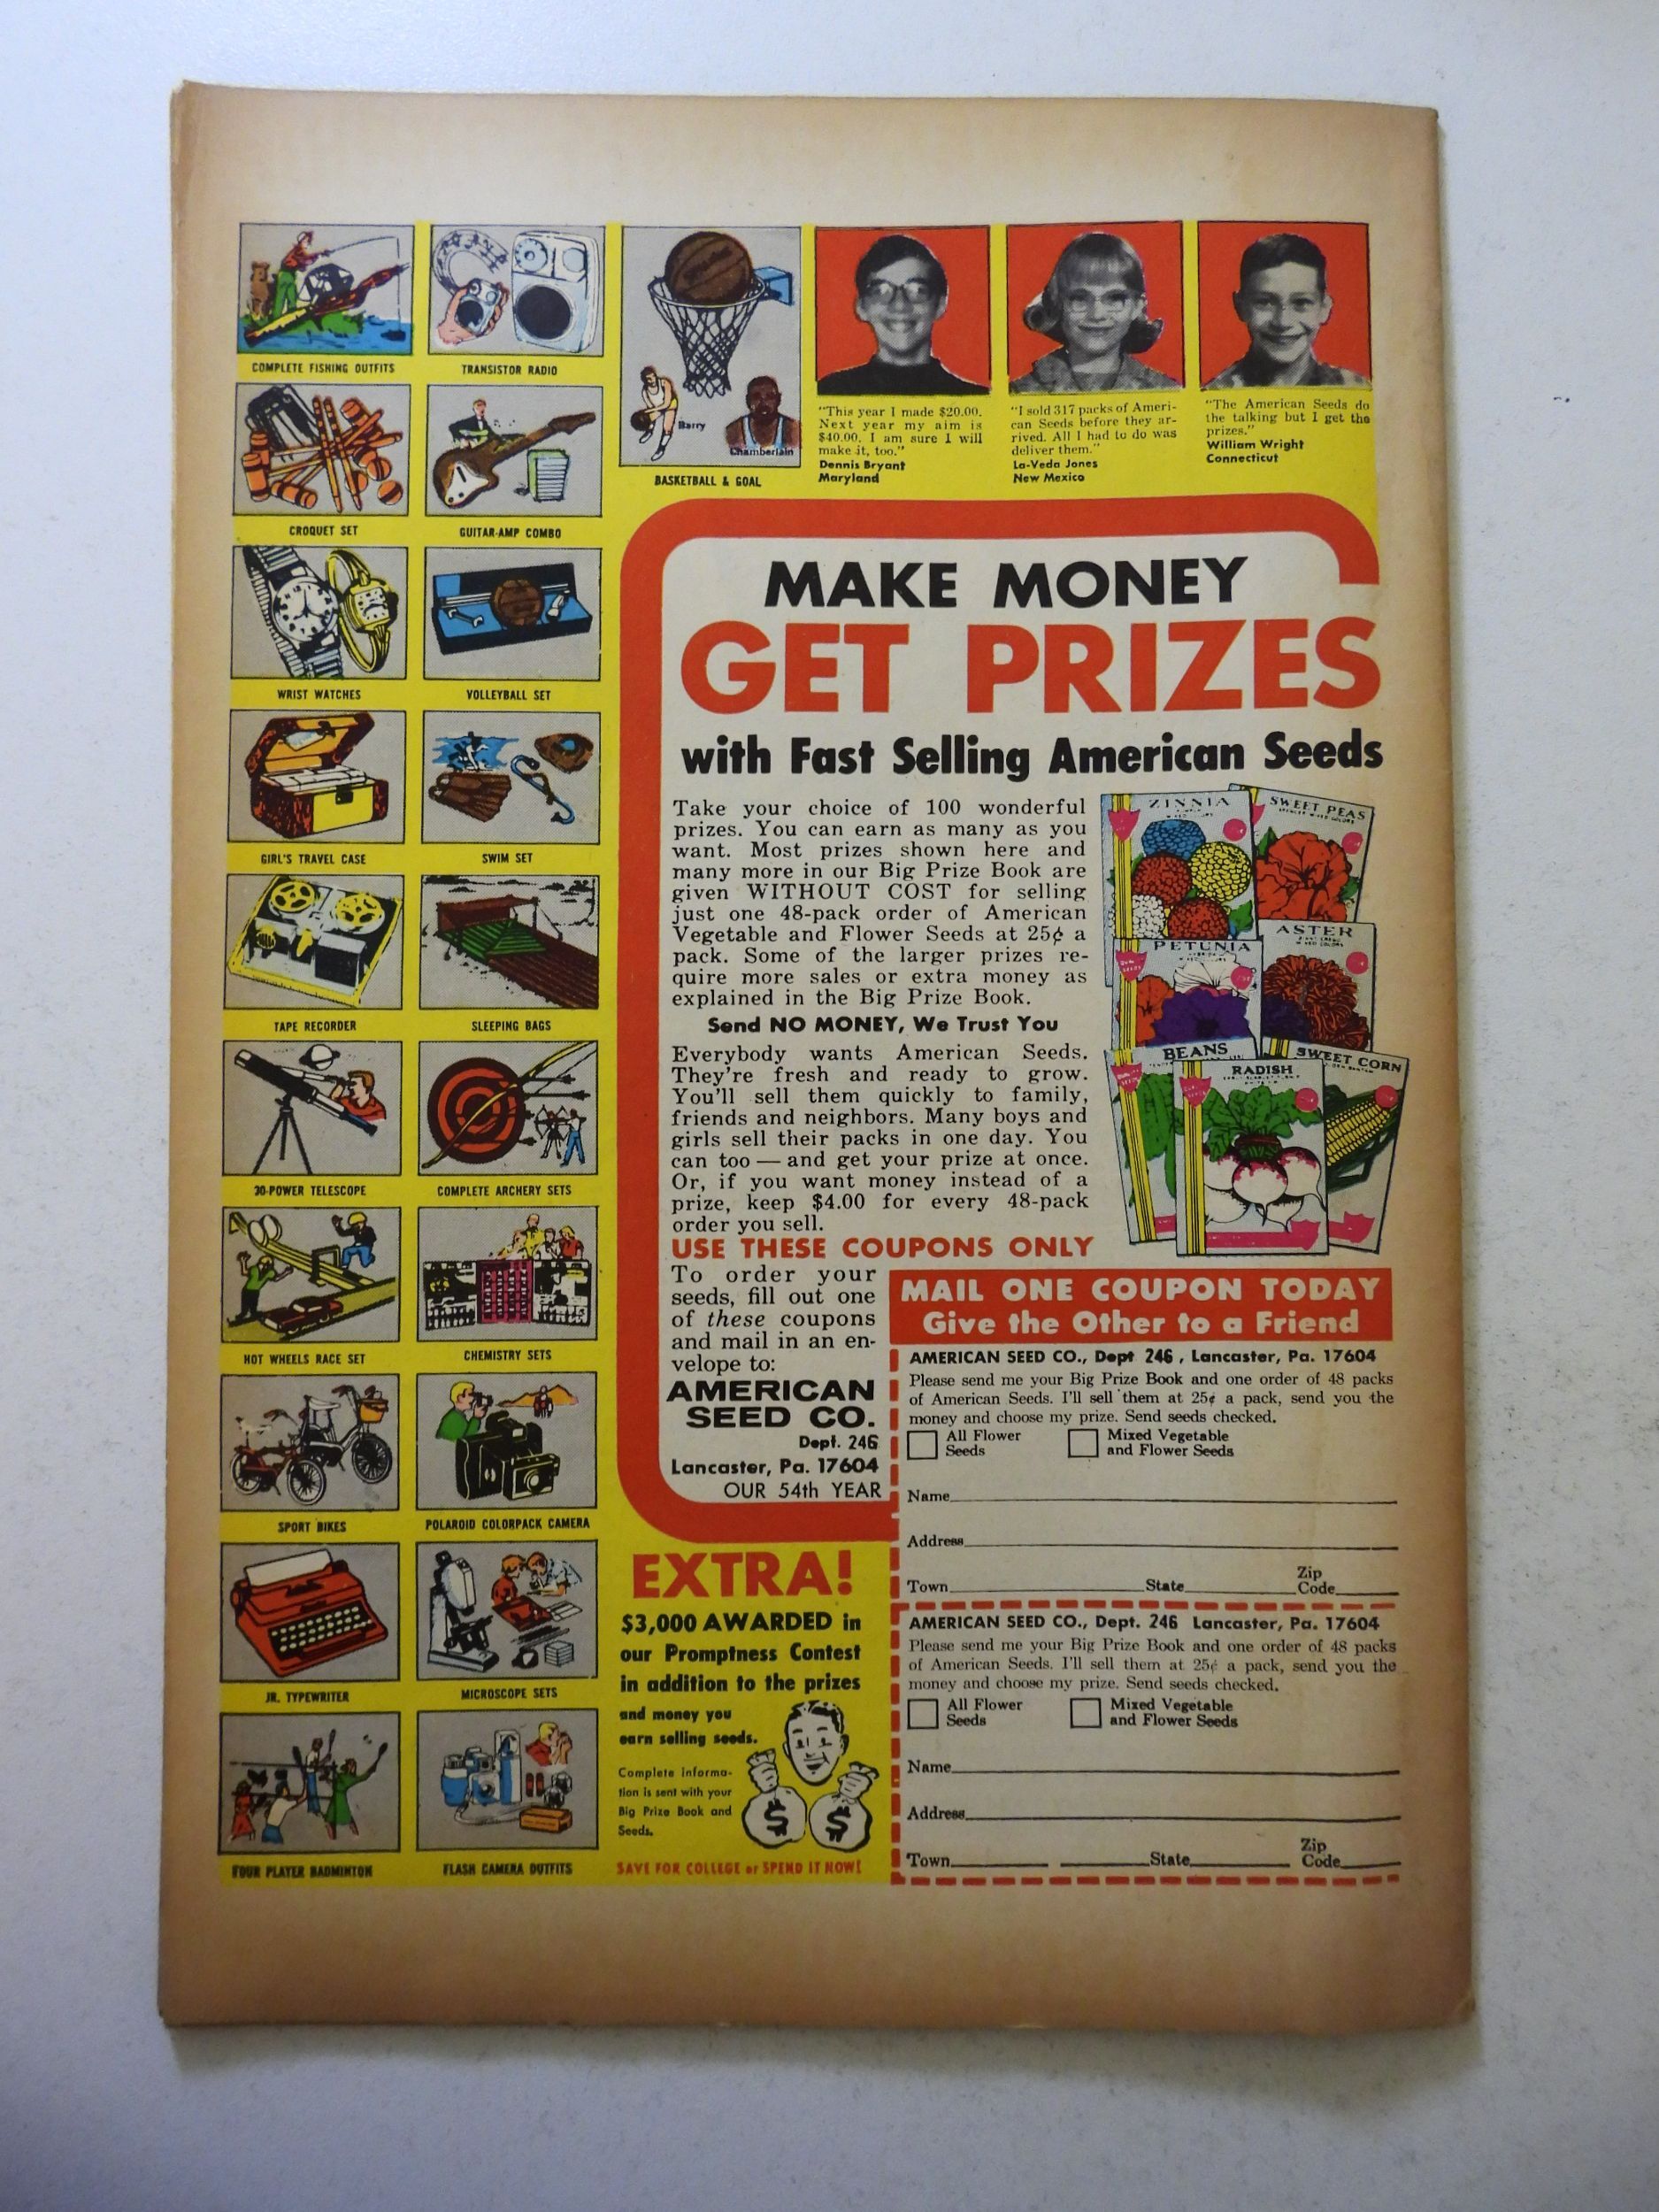 COMPLETE FISHING OUTFITS
TRANSISTOR RADIO
Barry
Chamberlain
BASKETBALL & GOAL
"This year I made $20.00.
Next year my aim is
$40.00. I am sure I will
make it, too."
Dennis Bryant
Maryland
"I sold 317 packs of Ameri-
can Seeds before they ar-
rived. All I had to do was
deliver them."
La-Veda Jones
New Mexico
"The American Seeds do
the talking but I get the
prizes."
William Wright
Connecticut
CROQUET SET
GUITAR-AMP COMBO
WRIST WATCHES
VOLLEYBALL SET
GIRL'S TRAVEL CASE
SWIM SET
TAPE RECORDER
SLEEPING BAGS
30-POWER TELESCOPE
COMPLETE ARCHERY SETS
HOT WHEELS RACE SET
CHEMISTRY SETS
SPORT BIKES
POLAROID COLORPACK CAMERA
JR. TYPEWRITER
MICROSCOPE SETS
FOUR PLAYER BADMINTON
FLASH CAMERA OUTFITS
MAKE MONEY
GET PRIZES
with Fast Selling American Seeds
Take your choice of 100 wonderful
prizes. You can earn as many as you
want. Most prizes shown here and
many more in our Big Prize Book are
given WITHOUT COST for selling
just one 48-pack order of American
Vegetable and Flower Seeds at 25¢ a
pack. Some of the larger prizes re-
quire more sales or extra money as
explained in the Big Prize Book.
Send NO MONEY, We Trust You
Everybody wants American Seeds.
They're fresh and ready to grow.
You'll sell them quickly to family,
friends and neighbors. Many boys and
girls sell their packs in one day. You
can too — and get your prize at once.
Or, if you want money instead of a
prize, keep $4.00 for every 48-pack
order you sell.
ZINNIA
SWEET PEAS
ASTER
PETUNIA
BEANS
SWEET CORN
RADISH
USE THESE COUPONS ONLY
To order your
seeds, fill out one
of these coupons
and mail in an en-
velope to:
AMERICAN
SEED CO.
Dept. 246
Lancaster, Pa. 17604
OUR 54th YEAR
EXTRA!
$3,000 AWARDED in
our Promptness Contest
in addition to the prizes
and money you
earn selling seeds.
Complete informa-
tion is sent with your
Big Prize Book and
Seeds.
$ $
SAVE FOR COLLEGE or SPEND IT NOW!
MAIL ONE COUPON TODAY
Give the Other to a Friend
AMERICAN SEED CO., Dept 246, Lancaster, Pa. 17604
Please send me your Big Prize Book and one order of 48 packs
of American Seeds. I'll sell them at 25¢ a pack, send you the
money and choose my prize. Send seeds checked.
All Flower
Seeds
Mixed Vegetable
and Flower Seeds
Name
Address
Town State Zip
Code
AMERICAN SEED CO., Dept. 246 Lancaster, Pa. 17604
Please send me your Big Prize Book and one order of 48 packs
of American Seeds. I'll sell them at 25¢ a pack, send you the
money and choose my prize. Send seeds checked.
All Flower
Seeds
Mixed Vegetable
and Flower Seeds
Name
Address
Town State Zip
Code